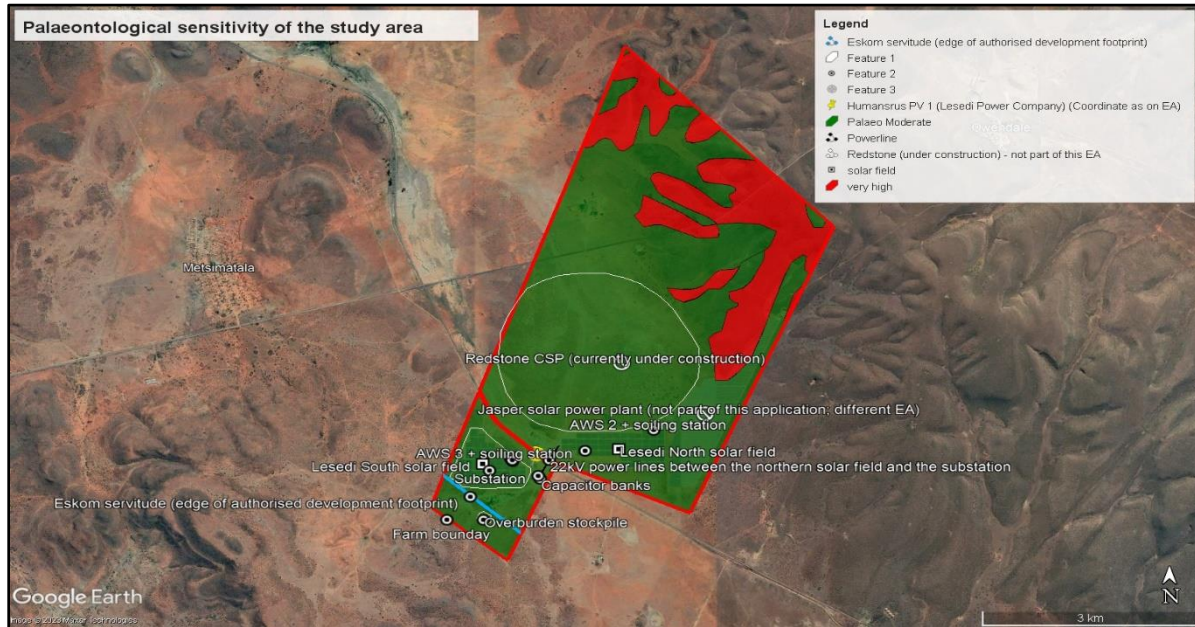 Palaeontological sensitivity of the study area
Legend
Eskom servitude (edge of authorised development footprint)
Feature 1
Feature 2
Feature 3
Humansrus PV 1 (Lesedi Power Company) (Coordinate as on EA)
Palaeo Moderate
Powerline
Redstone (under construction) - not part of this EA
solar field
very high
Metsimatala
Redstone CSP (currently under construction)
Jasper solar power plant (not part of this application, different EA)
AWS 2 + soiling station
AWS 3 + soiling station
Lesedi North solar field
Lesedi South solar field
22kV power lines between the northern solar field and the substation
Substation
Capacitor banks
Eskom servitude (edge of authorised development footprint)
Overburden stockpile
Farm bounday
Google Earth
Image © 2023 Maxar Technologies
N
3 km